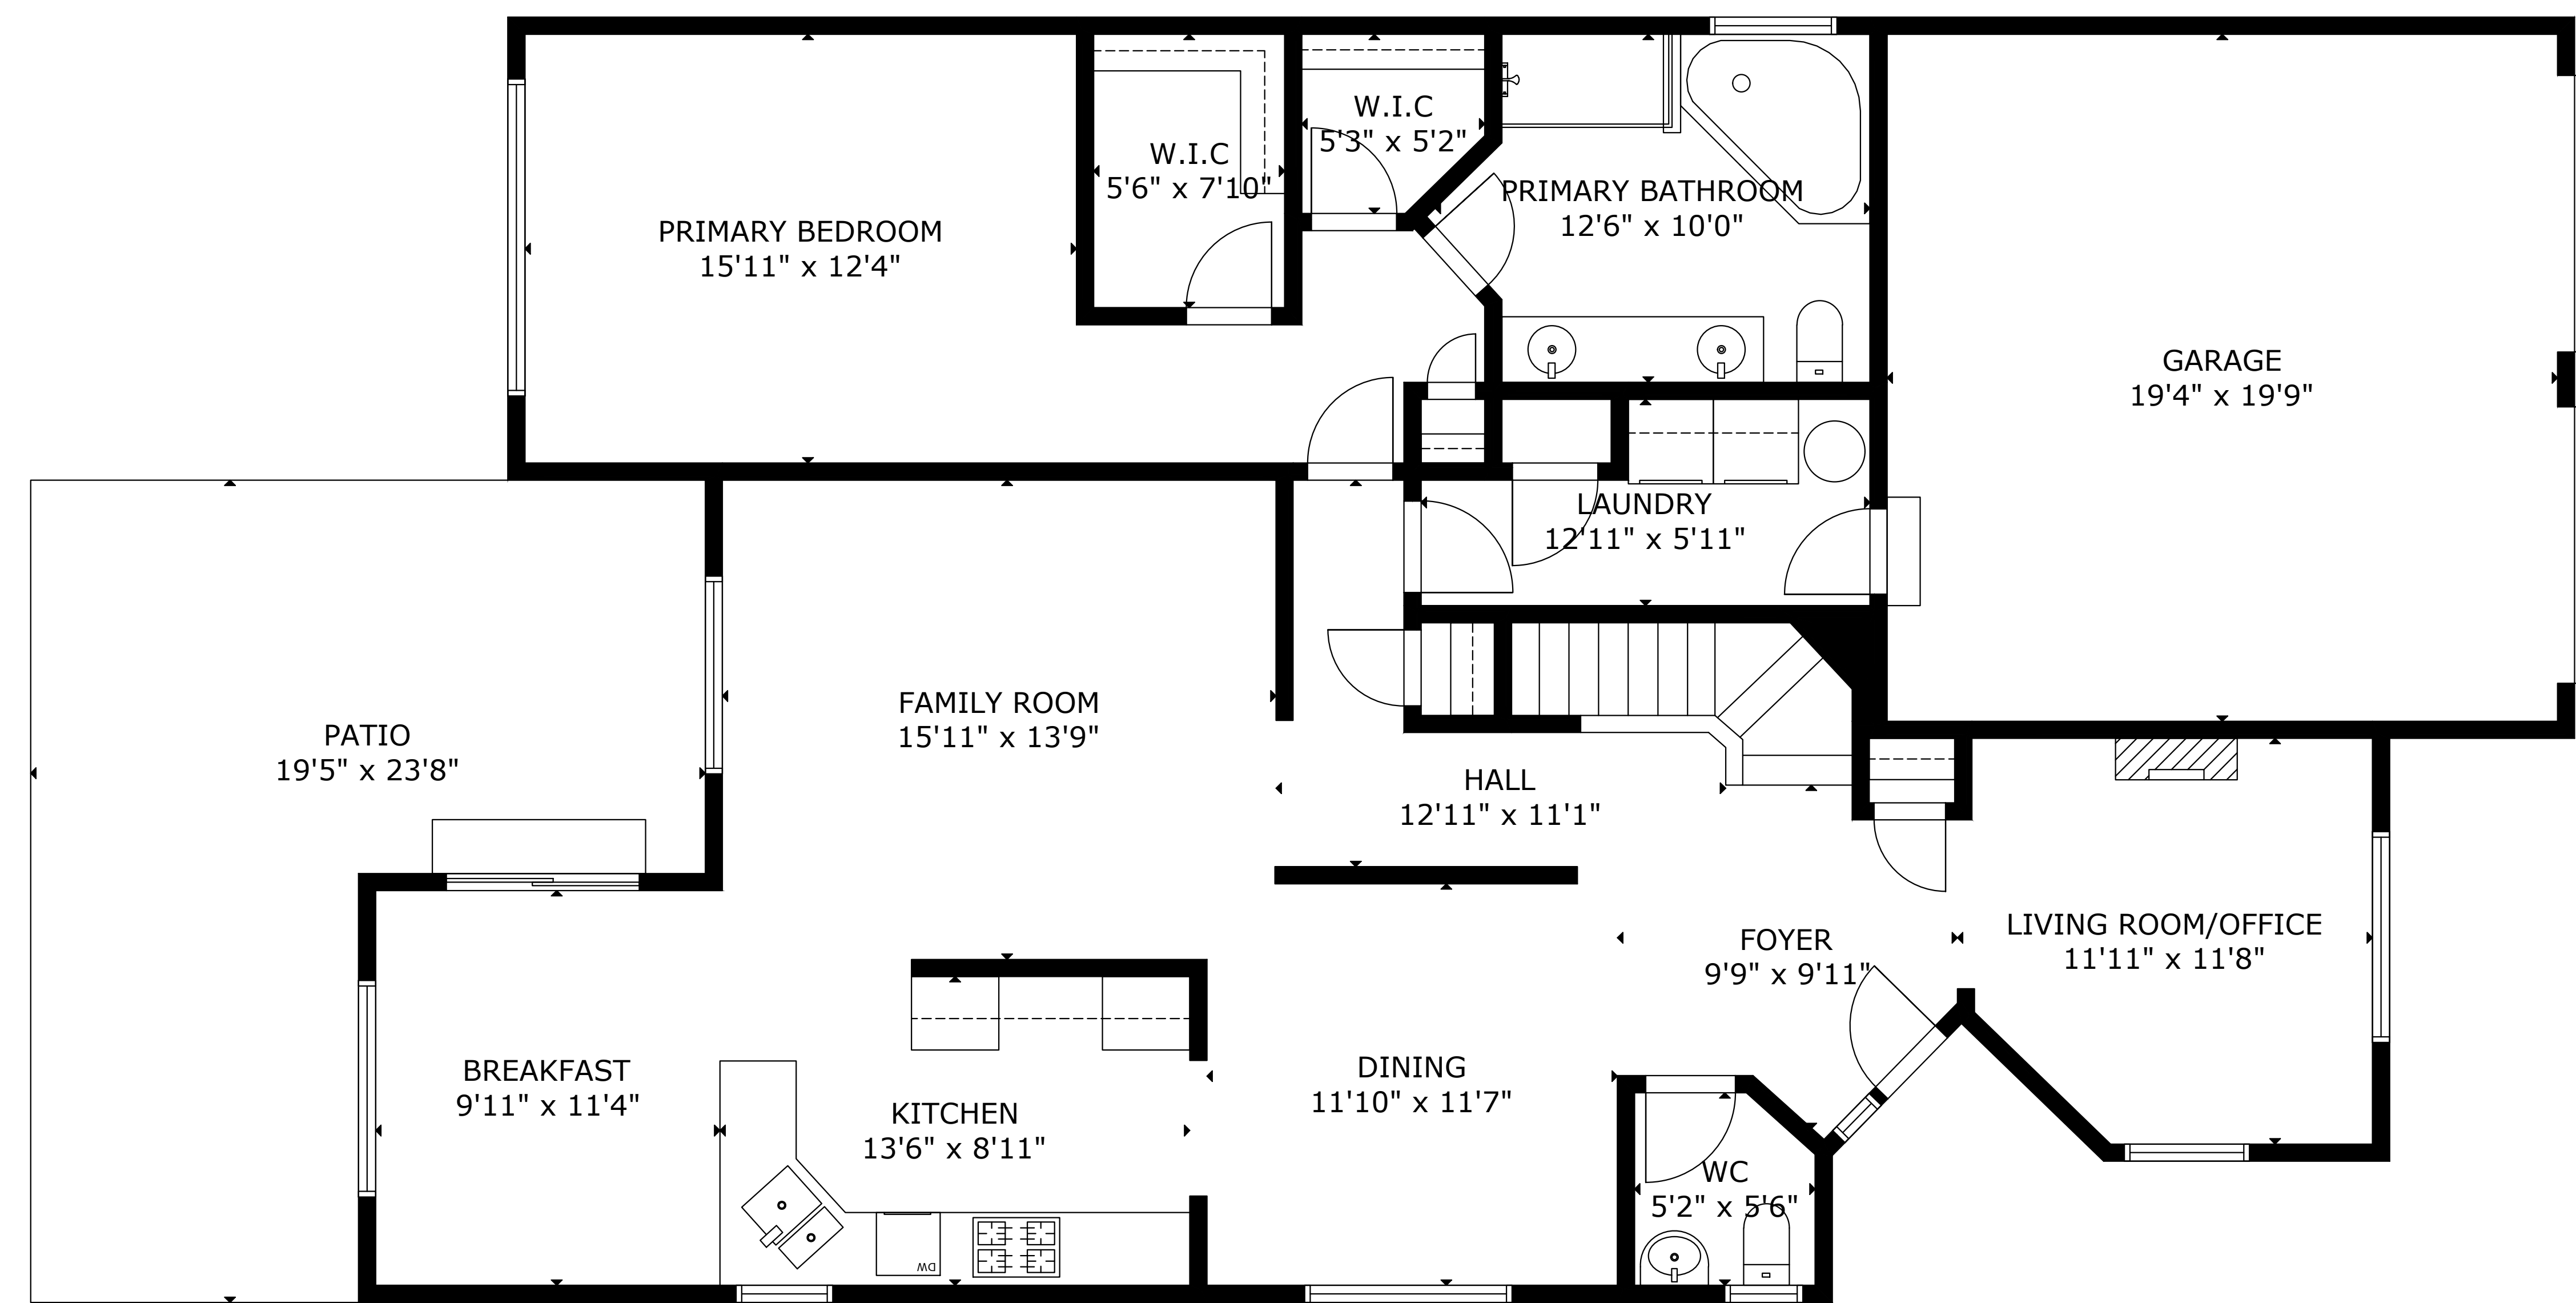 W.I.C
5'3" x 5'2"
W.I.C
5'6" x 7'10"
PRIMARY BATHROOM
12'6" x 10'0"
PRIMARY BEDROOM
15'11" x 12'4"
GARAGE
19'4" x 19'9"
LAUNDRY
12'11" x 5'11"
FAMILY ROOM
15'11" x 13'9"
PATIO
19'5" x 23'8"
HALL
12'11" x 11'1"
FOYER
9'9" x 9'11"
LIVING ROOM/OFFICE
11'11" x 11'8"
BREAKFAST
9'11" x 11'4"
KITCHEN
13'6" x 8'11"
DINING
11'10" x 11'7"
WC
5'2" x 5'6"
DW